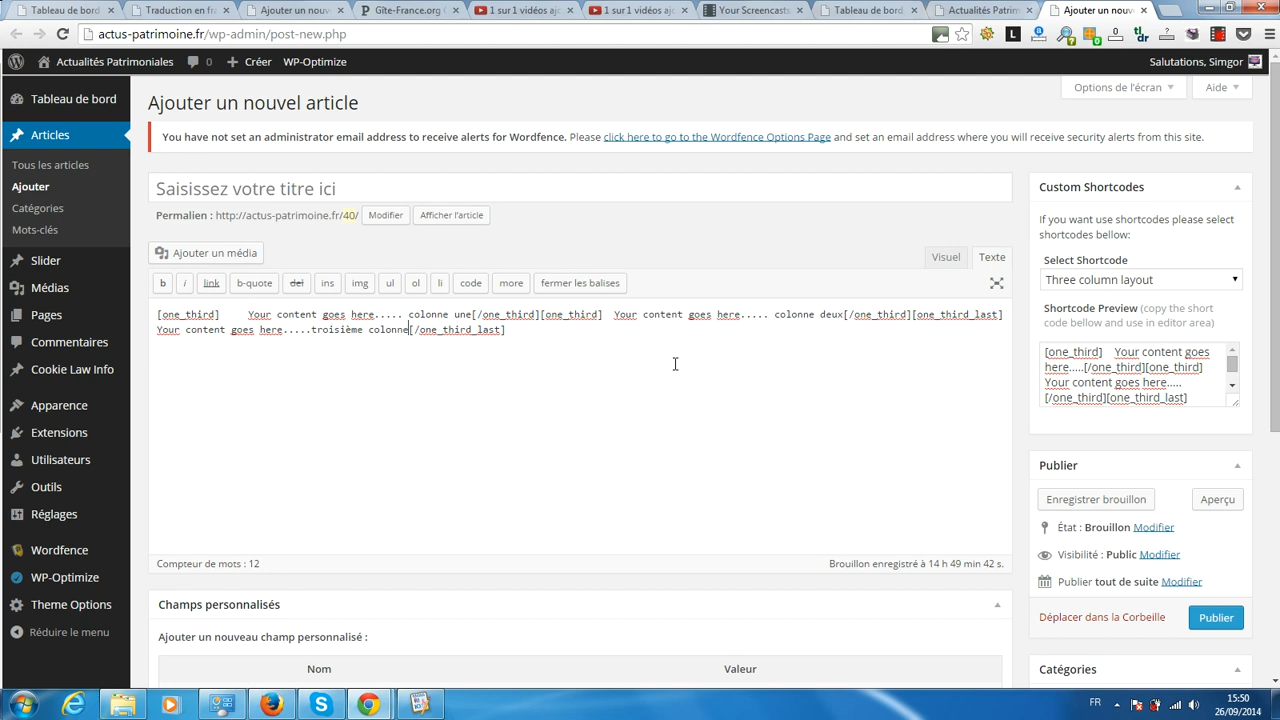 Tableau de bord
Traduction en fra
Ajouter un nouv
Gîte-France.org G
1 sur 1 vidéos ajo
1 sur 1 vidéos ajo
Your Screencasts,
Tableau de bord
Actualités Patrim
Ajouter un nouv
actus-patrimoine.fr/wp-admin/post-new.php
Actualités Patrimoniales 0 Créer WP-Optimize Salutations, Simgor
Tableau de bord
Articles
Tous les articles
Ajouter
Catégories
Mots-clés
Slider
Médias
Pages
Commentaires
Cookie Law Info
Apparence
Extensions
Utilisateurs
Outils
Réglages
Wordfence
WP-Optimize
Theme Options
Réduire le menu
Options de l'écran Aide
Ajouter un nouvel article
You have not set an administrator email address to receive alerts for Wordfence. Please click here to go to the Wordfence Options Page and set an email address where you will receive security alerts from this site.
Saisissez votre titre ici
Permalien : http://actus-patrimoine.fr/40/ Modifier Afficher l'article
Ajouter un média
Visuel Texte
b i link b-quote del ins img ul ol li code more fermer les balises
[one_third] Your content goes here..... colonne une[/one_third][one_third] Your content goes here..... colonne deux[/one_third][one_third_last]
Your content goes here.....troisième colonne[/one_third_last]
Compteur de mots : 12 Brouillon enregistré à 14 h 49 min 42 s.
Champs personnalisés
Ajouter un nouveau champ personnalisé :
Nom Valeur
Custom Shortcodes
If you want use shortcodes please select
shortcodes below:
Select Shortcode
Three column layout
Shortcode Preview (copy shortcode
below and use in editor area)
[one_third] Your content goes
here.....[/one_third][one_third]
Your content goes here.....
[/one_third][one_third_last]
Publier
Enregistrer brouillon Aperçu
État : Brouillon Modifier
Visibilité : Public Modifier
Publier tout de suite Modifier
Déplacer dans la Corbeille Publier
Catégories
FR
15:50
26/09/2014